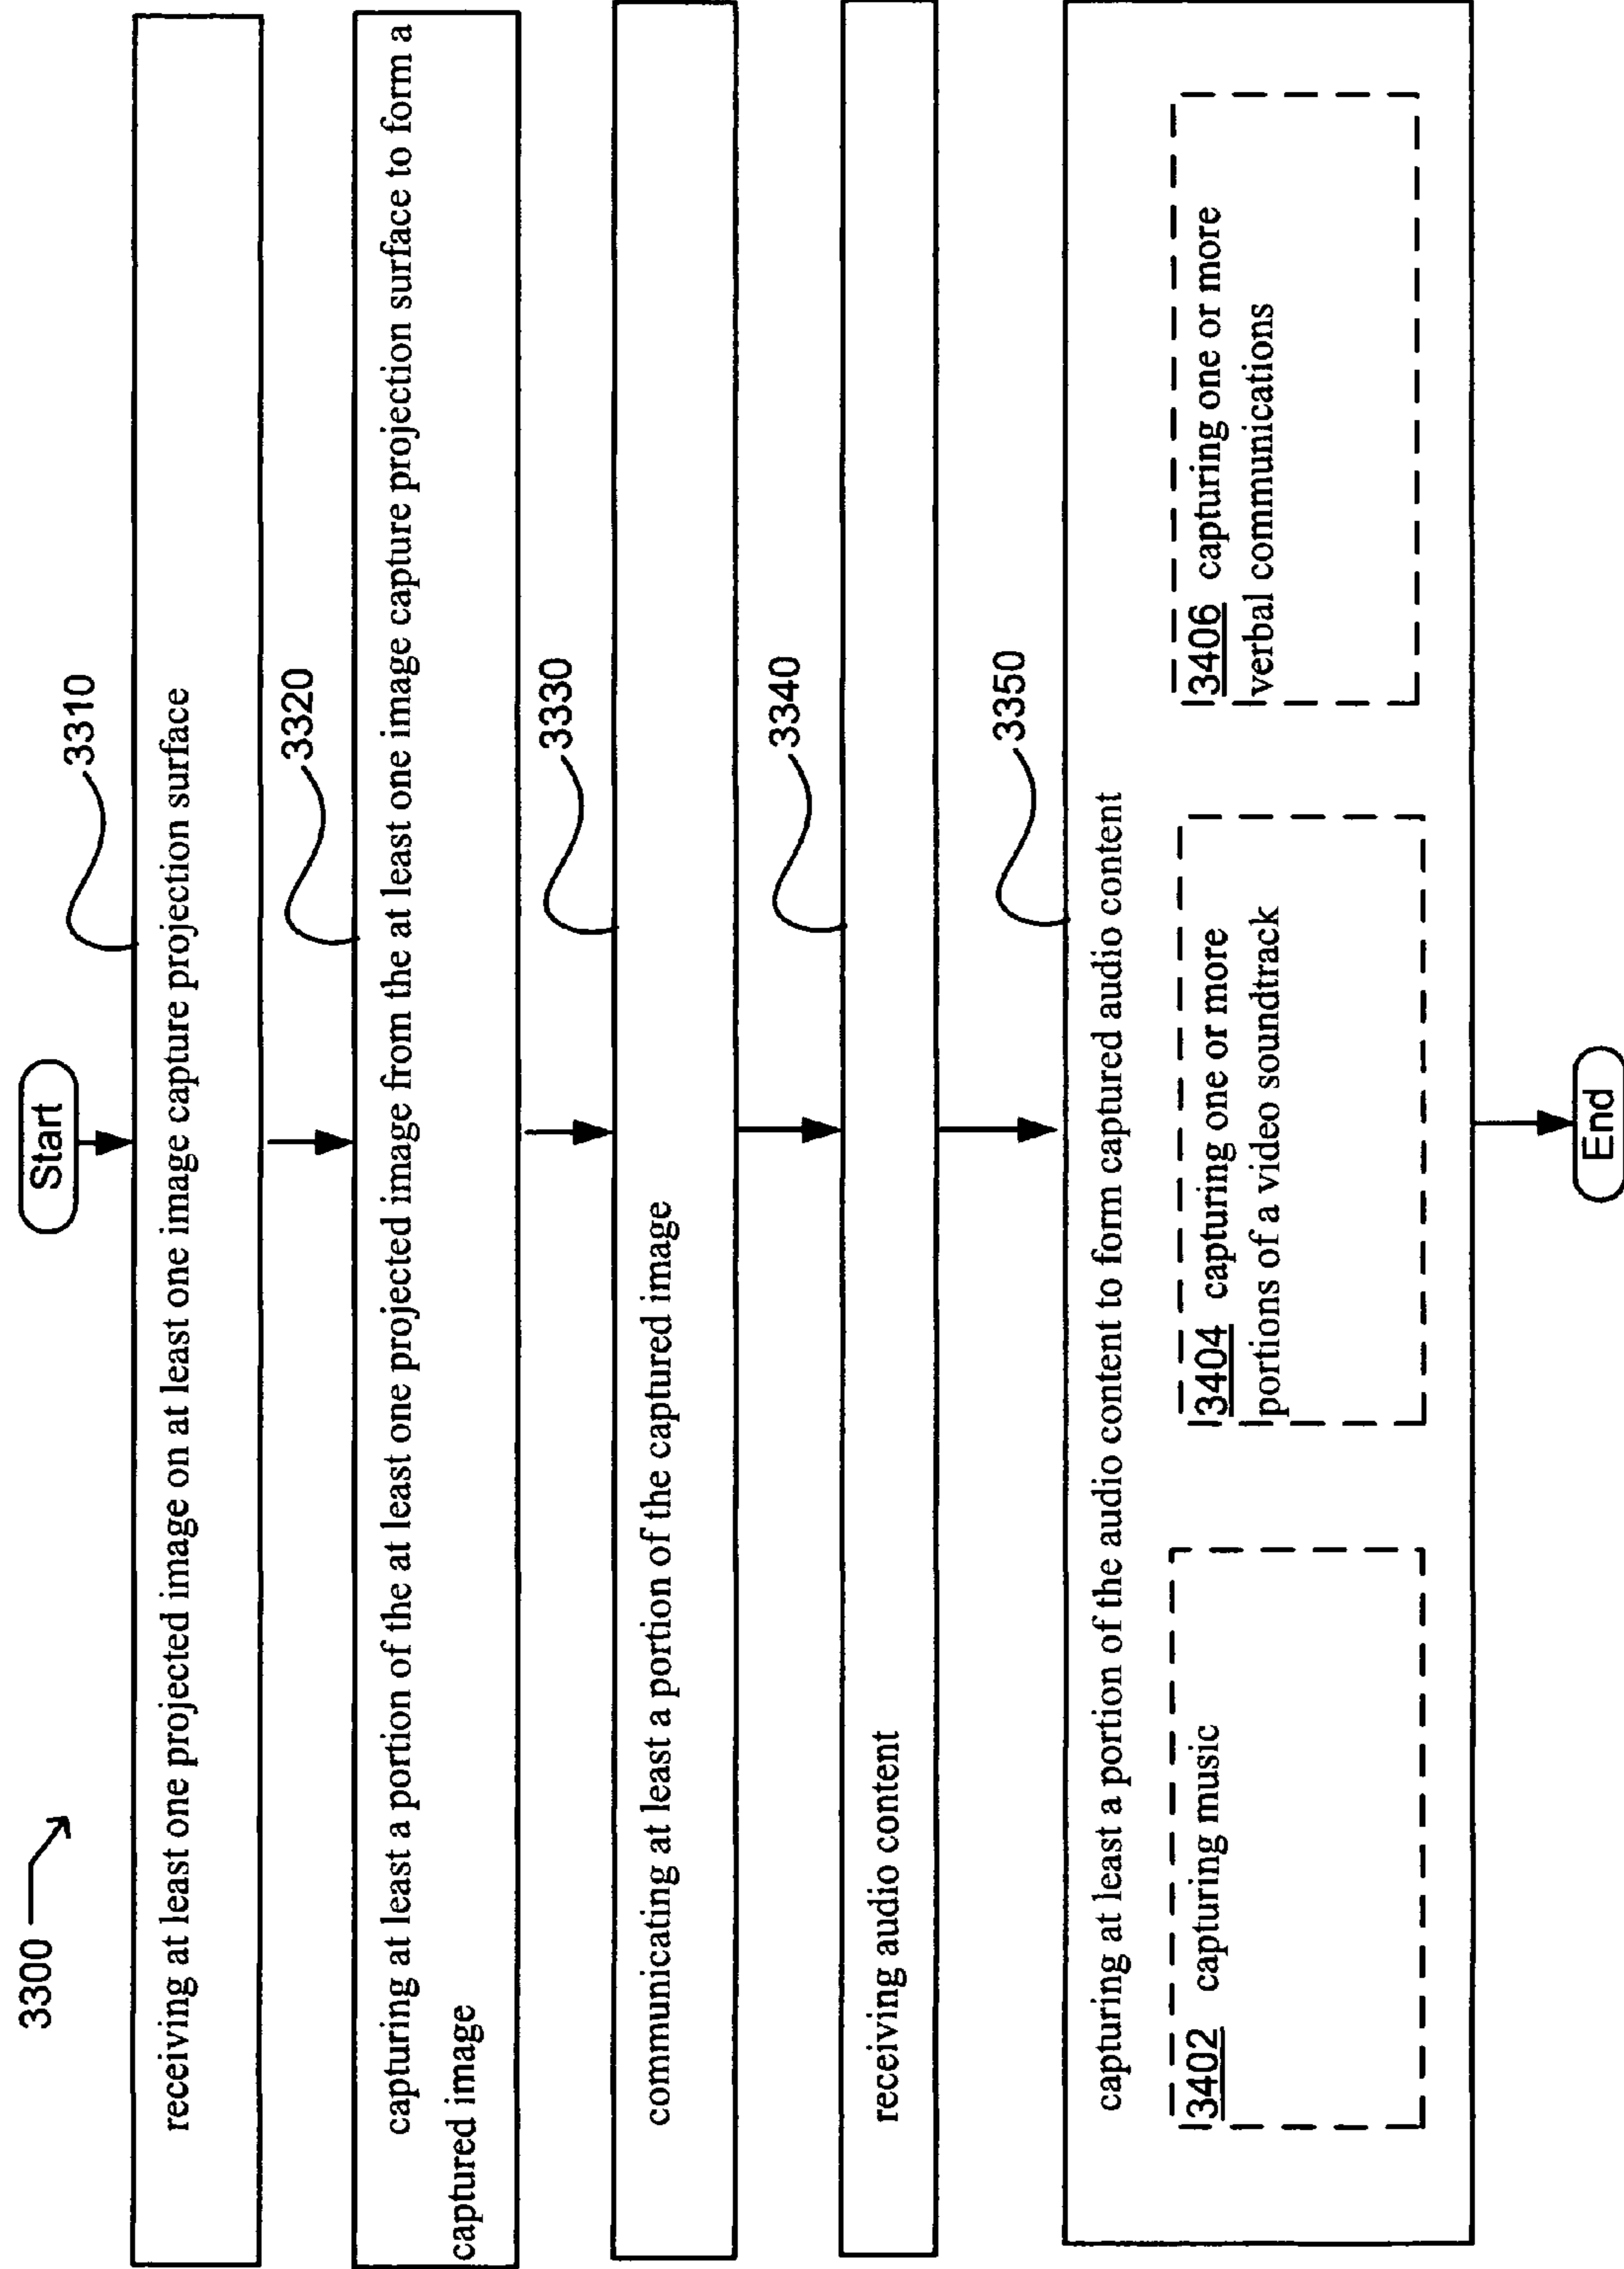 3300
Start
3310
receiving at least one projected image on at least one image capture projection surface
3320
capturing at least a portion of the at least one projected image from the at least one image capture projection surface to form a
captured image
3330
communicating at least a portion of the captured image
3340
receiving audio content
3350
capturing at least a portion of the audio content to form captured audio content
3402 capturing music
3404 capturing one or more
portions of a video soundtrack
3406 capturing one or more
verbal communications
End